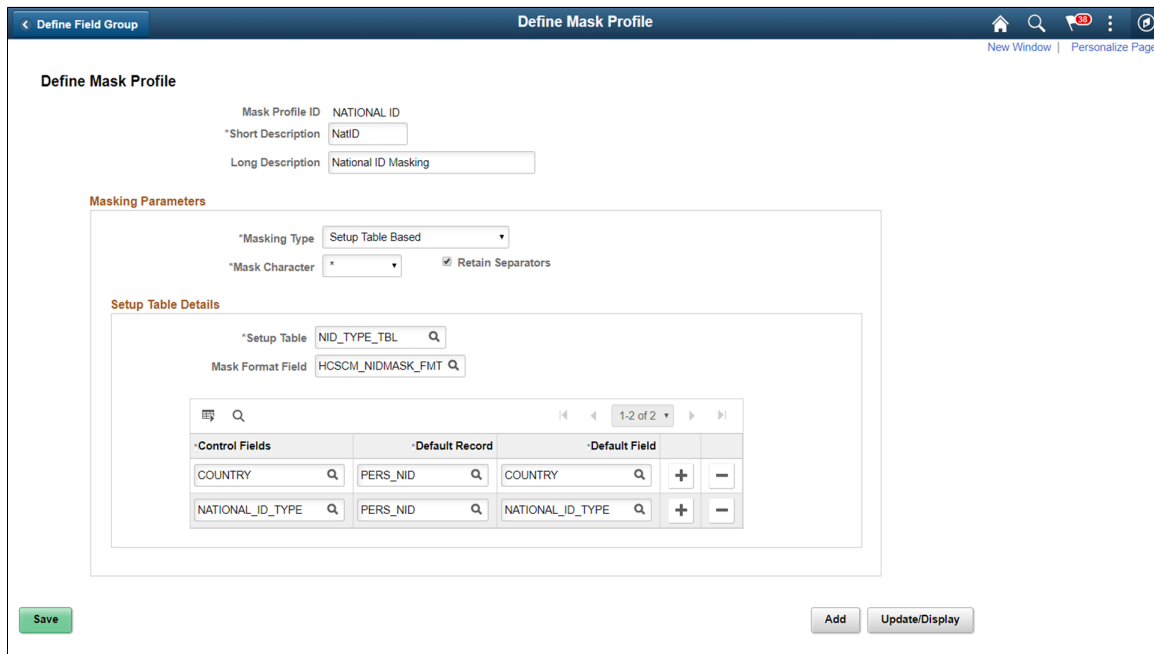 Define Field Group
Define Mask Profile
38
New Window | Personalize Page
Define Mask Profile
Mask Profile ID NATIONAL ID
*Short Description NatID
Long Description National ID Masking
Masking Parameters
*Masking Type Setup Table Based
*Mask Character * Retain Separators
Setup Table Details
*Setup Table NID_TYPE_TBL
Mask Format Field HCSCM_NIDMASK_FMT
1-2 of 2
*Control Fields *Default Record *Default Field
COUNTRY PERS_NID COUNTRY
NATIONAL_ID_TYPE PERS_NID NATIONAL_ID_TYPE
Save Add Update/Display